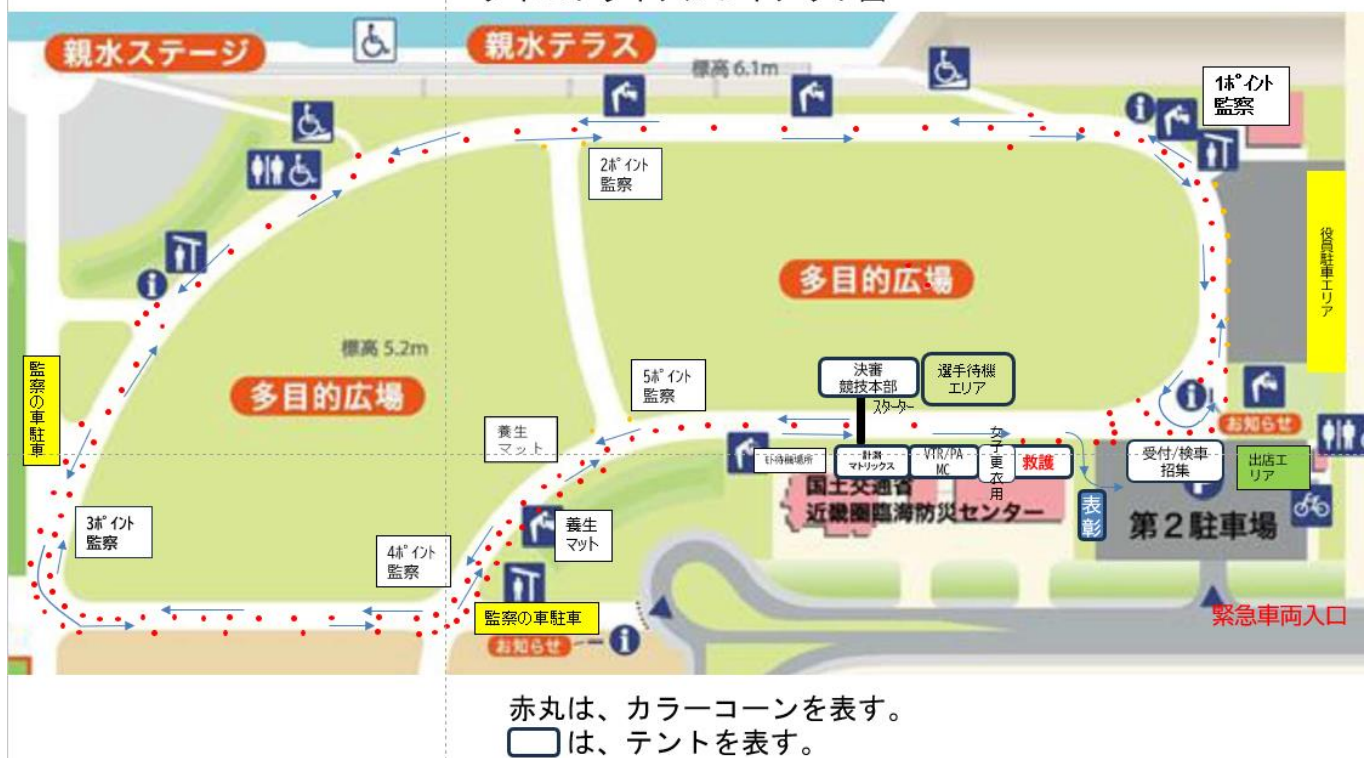 親水ステージ
親水テラス
標高 6.1m
1ﾎﾟｲﾝﾄ
監察
2ﾎﾟｲﾝﾄ
監察
役員駐車エリア
多目的広場
標高 5.2m
多目的広場
監察の車駐車
5ﾎﾟｲﾝﾄ
監察
決審
競技本部
選手待機
エリア
ｽﾀｰﾀｰ
お知らせ
養生
マット
計測
マトリックス
VTR/PA
MC
女子更衣用
救護
受付/検車
招集
出店エ
リア
国土交通省
近畿圏臨海防災センター
表彰
第2駐車場
3ﾎﾟｲﾝﾄ
監察
4ﾎﾟｲﾝﾄ
監察
養生
マット
監察の車駐車
お知らせ
緊急車両入口
赤丸は、カラーコーンを表す。
は、テントを表す。